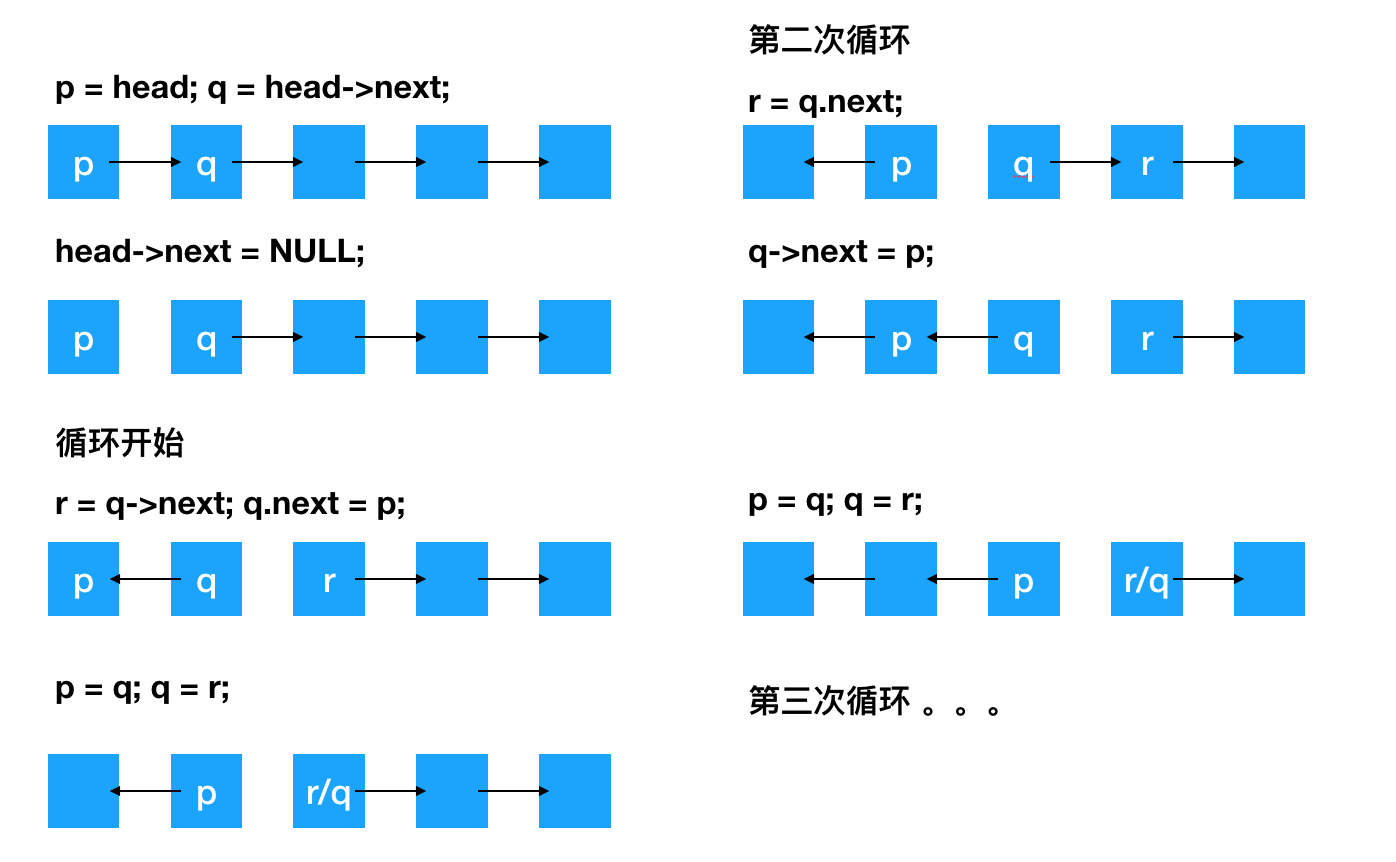 p = head; q = head->next;
p q
head->next = NULL;
p q
循环开始
r = q->next; q.next = p;
p q r
p = q; q = r;
p r/q
第二次循环
r = q.next;
p q r
q->next = p;
p q r
p = q; q = r;
p r/q
第三次循环 。。。